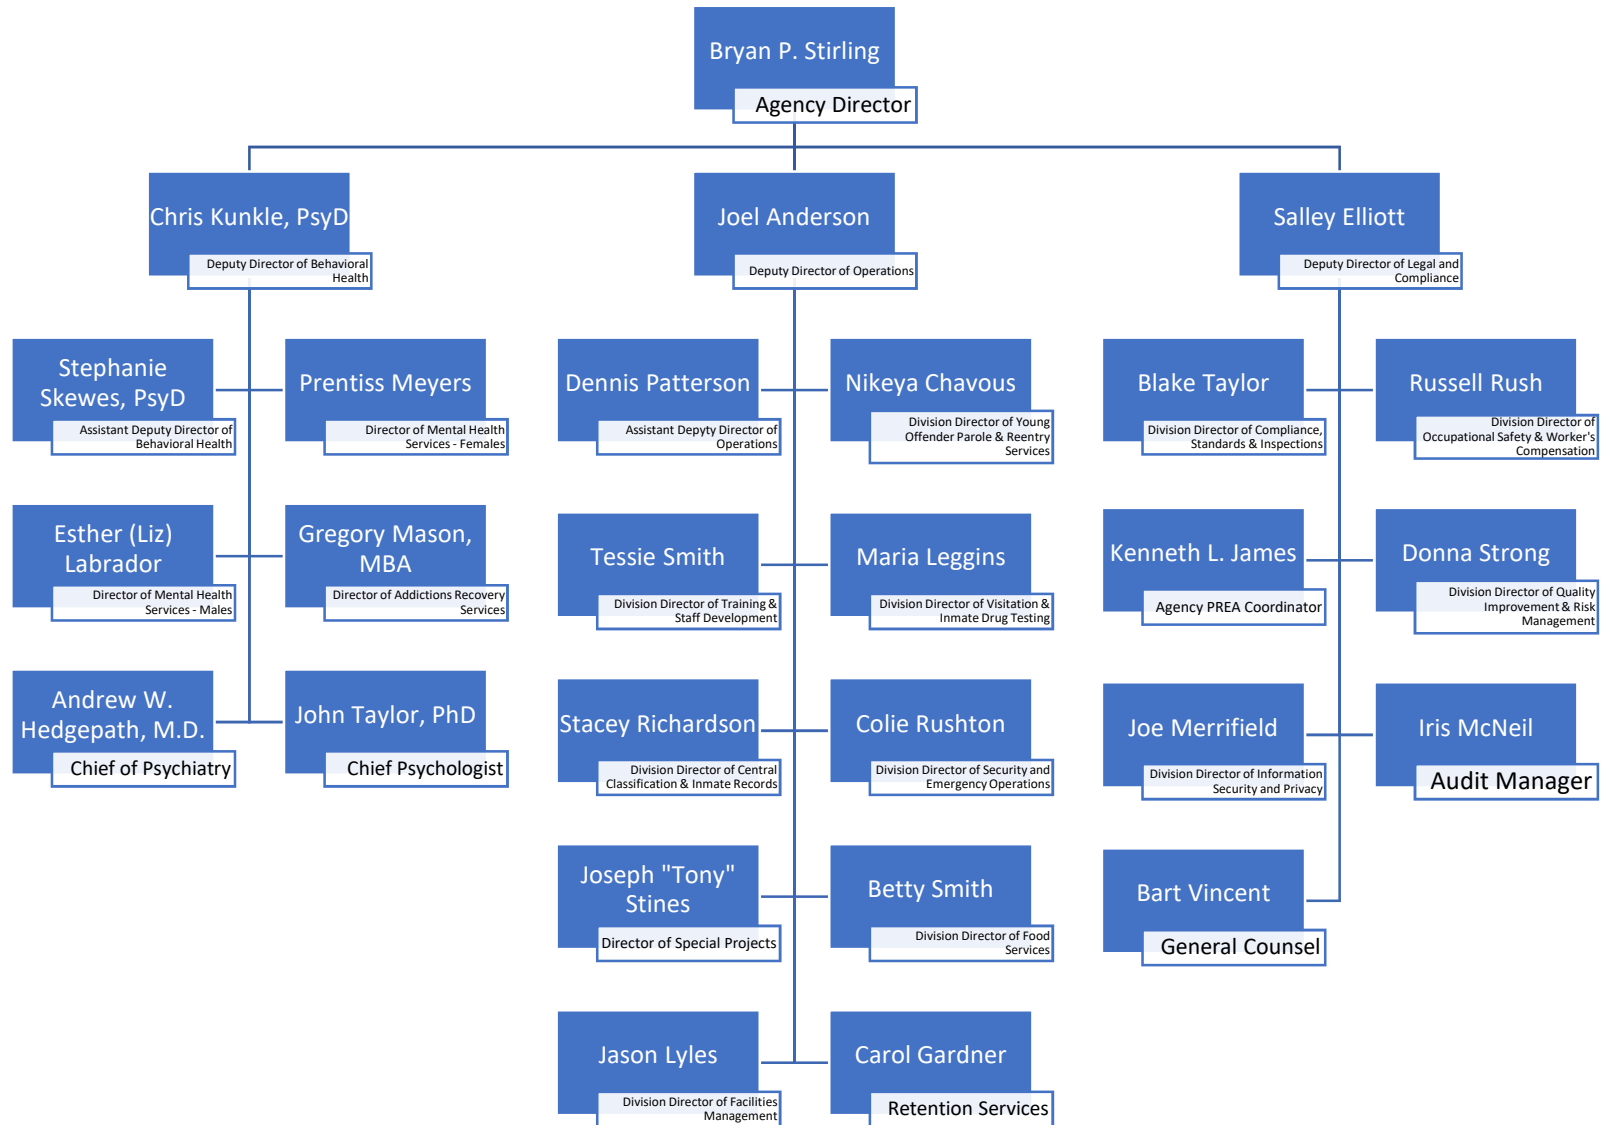 Bryan P. Stirling
Agency Director
Chris Kunkle, PsyD
Deputy Director of Behavioral
Health
Joel Anderson
Deputy Director of Operations
Salley Elliott
Deputy Director of Legal and
Compliance
Stephanie
Skewes, PsyD
Assistant Deputy Director of
Behavioral Health
Prentiss Meyers
Director of Mental Health
Services - Females
Dennis Patterson
Assistant Depyty Director of
Operations
Nikeya Chavous
Division Director of Young
Offender Parole & Reentry
Services
Blake Taylor
Division Director of Compliance,
Standards & Inspections
Russell Rush
Division Director of
Occupational Safety & Worker's
Compensation
Esther (Liz)
Labrador
Director of Mental Health
Services - Males
Gregory Mason,
MBA
Director of Addictions Recovery
Services
Tessie Smith
Division Director of Training &
Staff Development
Maria Leggins
Division Director of Visitation &
Inmate Drug Testing
Kenneth L. James
Agency PREA Coordinator
Donna Strong
Division Director of Quality
Improvement & Risk
Management
Andrew W.
Hedgepath, M.D.
Chief of Psychiatry
John Taylor, PhD
Chief Psychologist
Stacey Richardson
Division Director of Central
Classification & Inmate Records
Colie Rushton
Division Director of Security and
Emergency Operations
Joe Merrifield
Division Director of Information
Security and Privacy
Iris McNeil
Audit Manager
Joseph "Tony"
Stines
Director of Special Projects
Betty Smith
Division Director of Food
Services
Bart Vincent
General Counsel
Jason Lyles
Division Director of Facilities
Management
Carol Gardner
Retention Services